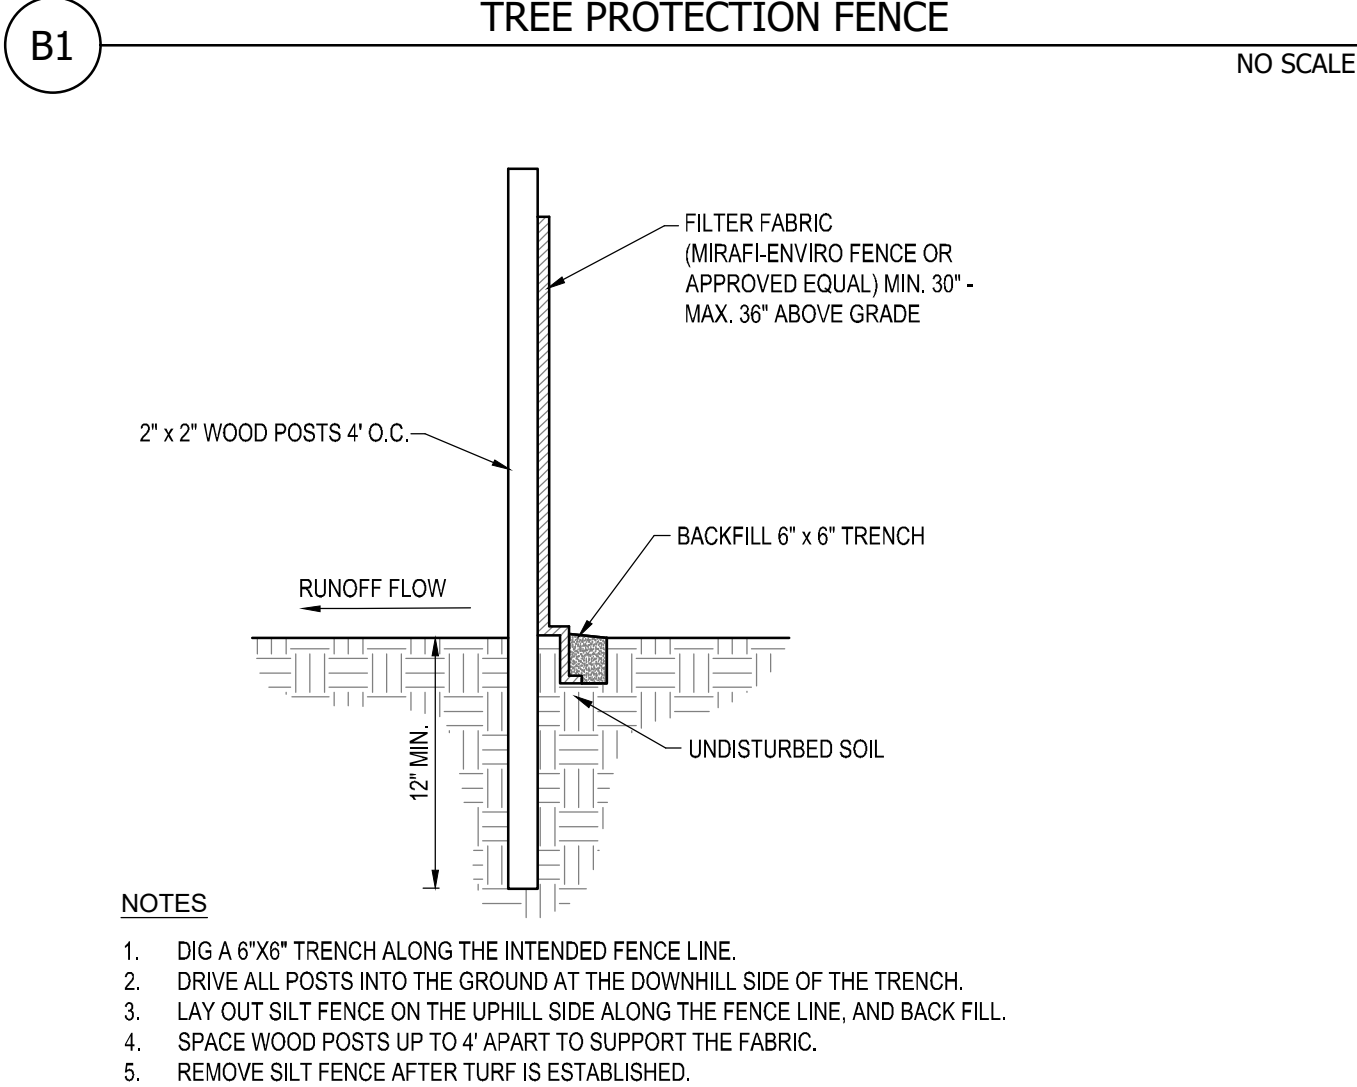 TREE PROTECTION FENCE
B1
NO SCALE
FILTER FABRIC
(MIRAFI-ENVIRO FENCE OR
APPROVED EQUAL) MIN. 30" -
MAX. 36" ABOVE GRADE
2" x 2" WOOD POSTS 4' O.C.
BACKFILL 6" x 6" TRENCH
RUNOFF FLOW
12" MIN.
UNDISTURBED SOIL
NOTES
1. DIG A 6"X6" TRENCH ALONG THE INTENDED FENCE LINE.
2. DRIVE ALL POSTS INTO THE GROUND AT THE DOWNHILL SIDE OF THE TRENCH.
3. LAY OUT SILT FENCE ON THE UPHILL SIDE ALONG THE FENCE LINE, AND BACK FILL.
4. SPACE WOOD POSTS UP TO 4' APART TO SUPPORT THE FABRIC.
5. REMOVE SILT FENCE AFTER TURF IS ESTABLISHED.